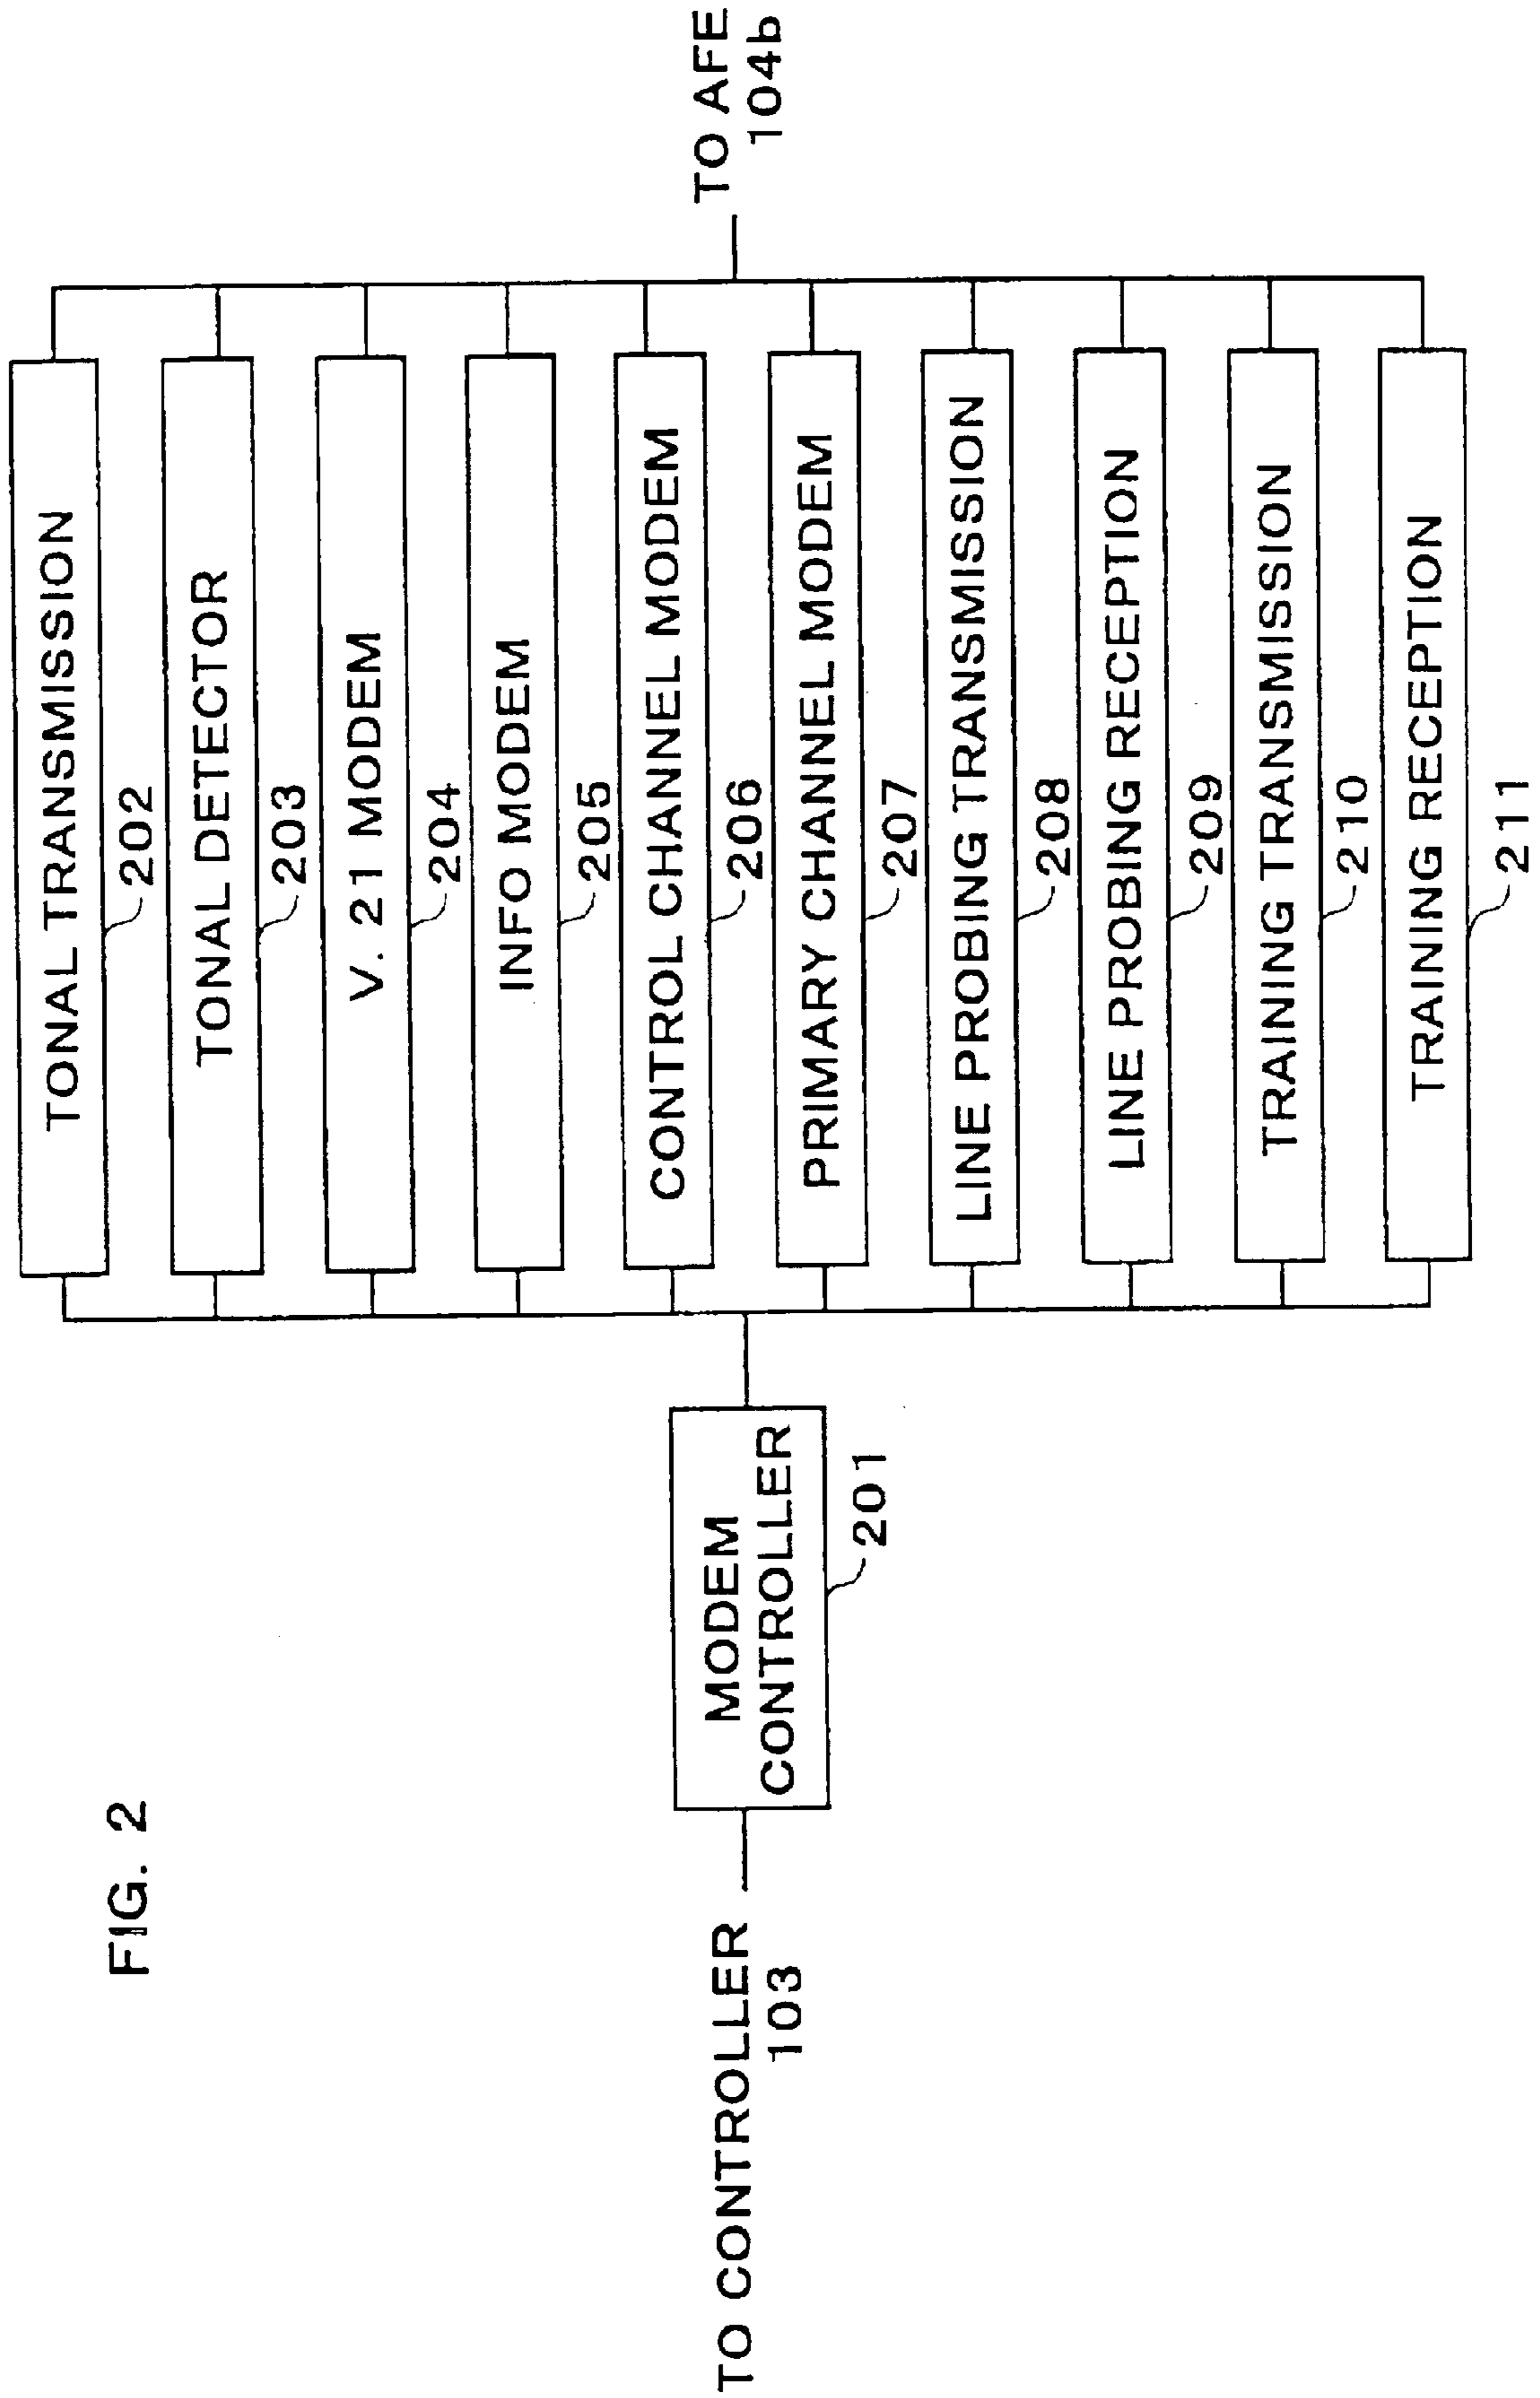 FIG. 2
TO CONTROLLER
103
MODEM
CONTROLLER
201
TONAL TRANSMISSION
202
TONAL DETECTOR
203
V. 21 MODEM
204
INFO MODEM
205
CONTROL CHANNEL MODEM
206
PRIMARY CHANNEL MODEM
207
LINE PROBING TRANSMISSION
208
LINE PROBING RECEPTION
209
TRAINING TRANSMISSION
210
TRAINING RECEPTION
211
TO AFE
104b